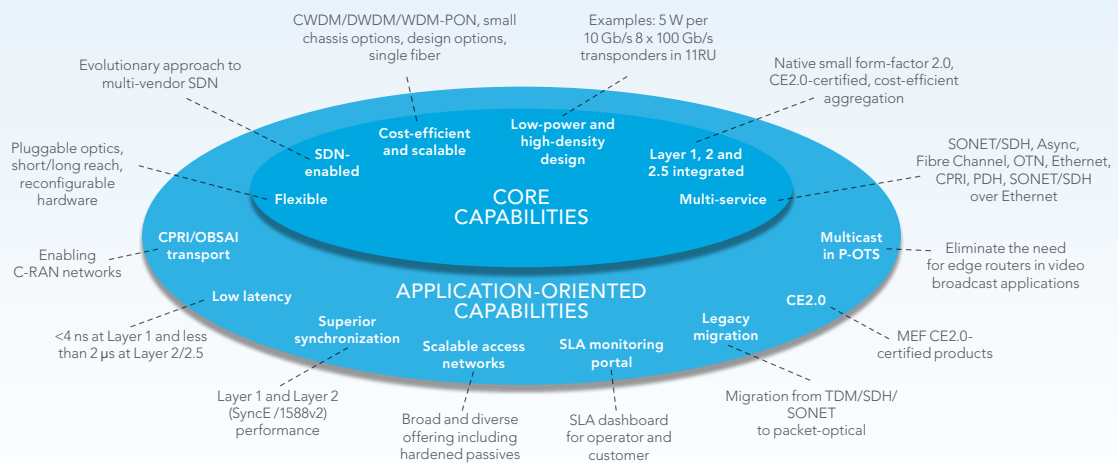 CWDM/DWDM/WDM-PON, small
chassis options, design options,
single fiber
Examples: 5 W per
10 Gb/s 8 x 100 Gb/s
transponders in 11RU
Evolutionary approach to
multi-vendor SDN
Native small form-factor 2.0,
CE2.0-certified, cost-efficient
aggregation
Pluggable optics,
short/long reach,
reconfigurable
hardware
SONET/SDH, Async,
Fibre Channel, OTN, Ethernet,
CPRI, PDH, SONET/SDH
over Ethernet
SDN-
enabled
Cost-efficient
and scalable
Low-power and
high-density
design
Layer 1, 2 and
2.5 integrated
Flexible
CORE
CAPABILITIES
Multi-service
CPRI/OBSAI
transport
Enabling
C-RAN networks
Multicast
in P-OTS
Eliminate the need
for edge routers in video
broadcast applications
Low latency
APPLICATION-ORIENTED
CAPABILITIES
CE2.0
Superior
synchronization
Scalable access
networks
SLA monitoring
portal
Legacy
migration
<4 ns at Layer 1 and less
than 2 µs at Layer 2/2.5
MEF CE2.0-
certified products
Layer 1 and Layer 2
(SyncE /1588v2)
performance
Broad and diverse
offering including
hardened passives
SLA dashboard
for operator and
customer
Migration from TDM/SDH/
SONET
to packet-optical